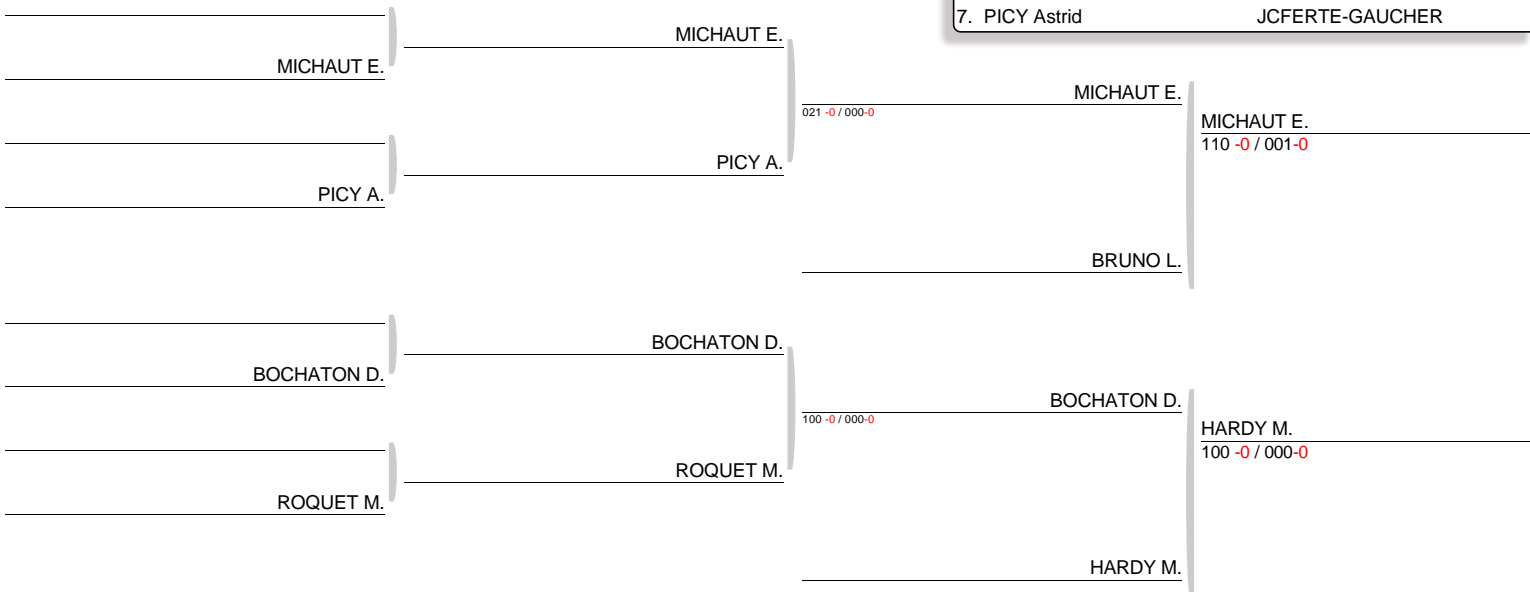 7. PICY Astrid JCFERTE-GAUCHER
MICHAUT E.
MICHAUT E.
MICHAUT E.
021 -0 / 000-0
MICHAUT E.
110 -0 / 001-0
PICY A.
PICY A.
BRUNO L.
BOCHATON D.
BOCHATON D.
BOCHATON D.
100 -0 / 000-0
HARDY M.
100 -0 / 000-0
ROQUET M.
ROQUET M.
HARDY M.